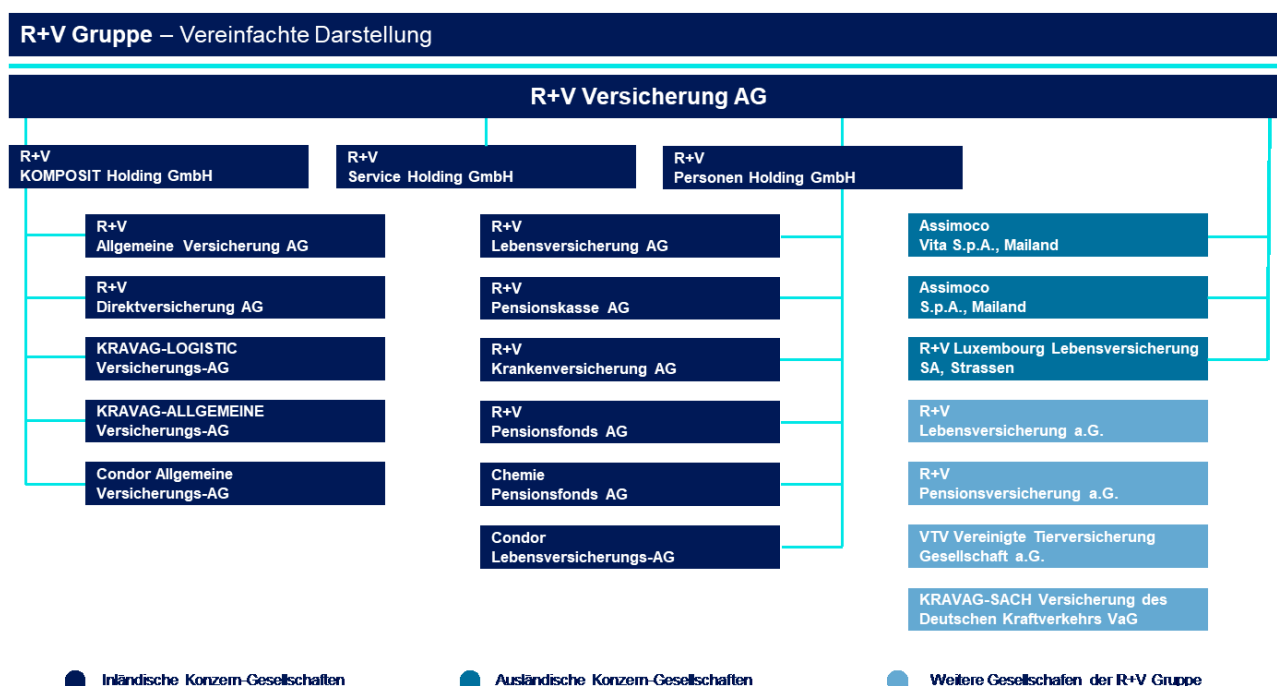 R+V Gruppe – Vereinfachte Darstellung
R+V Versicherung AG
R+V
KOMPOSIT Holding GmbH
R+V
Service Holding GmbH
R+V
Personen Holding GmbH
R+V
Allgemeine Versicherung AG
R+V
Direktversicherung AG
KRAVAG-LOGISTIC
Versicherungs-AG
KRAVAG-ALLGEMEINE
Versicherungs-AG
Condor Allgemeine
Versicherungs-AG
R+V
Lebensversicherung AG
R+V
Pensionskasse AG
R+V
Krankenversicherung AG
R+V
Pensionsfonds AG
Chemie
Pensionsfonds AG
Condor
Lebensversicherungs-AG
Assimoco
Vita S.p.A., Mailand
Assimoco
S.p.A., Mailand
R+V Luxembourg Lebensversicherung
SA, Strassen
R+V
Lebensversicherung a.G.
R+V
Pensionsversicherung a.G.
VTV Vereinigte Tierversicherung
Gesellschaft a.G.
KRAVAG-SACH Versicherung des
Deutschen Kraftverkehrs VaG
Inländische Konzern-Gesellschaften
Ausländische Konzern-Gesellschaften
Weitere Gesellschafen der R+V Gruppe